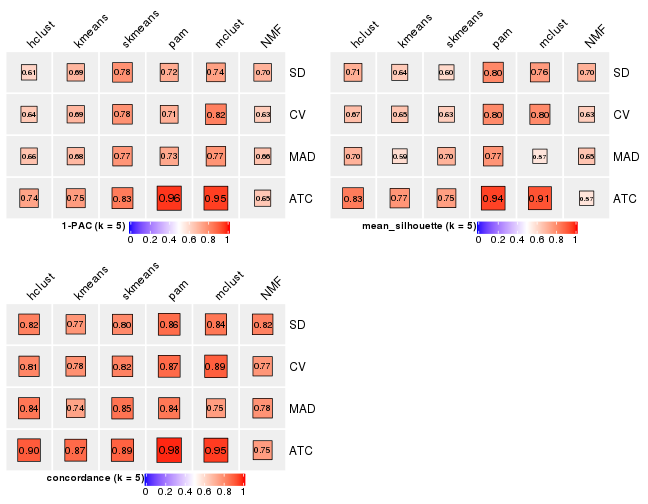 hclust kmeans skmeans pam mclust NMF
0.61 0.69 0.78 0.72 0.74 0.70 SD
0.64 0.69 0.78 0.71 0.82 0.63 CV
0.66 0.68 0.77 0.73 0.77 0.66 MAD
0.74 0.75 0.83 0.96 0.95 0.65 ATC
1-PAC (k = 5)
0 0.2 0.4 0.6 0.8 1
hclust kmeans skmeans pam mclust NMF
0.71 0.64 0.60 0.80 0.76 0.70 SD
0.67 0.65 0.63 0.80 0.80 0.63 CV
0.70 0.59 0.70 0.77 0.57 0.65 MAD
0.83 0.77 0.75 0.94 0.91 0.57 ATC
mean_silhouette (k = 5)
0 0.2 0.4 0.6 0.8 1
hclust kmeans skmeans pam mclust NMF
0.82 0.77 0.80 0.86 0.84 0.82 SD
0.81 0.78 0.82 0.87 0.89 0.77 CV
0.84 0.74 0.85 0.84 0.75 0.78 MAD
0.90 0.87 0.89 0.98 0.95 0.75 ATC
concordance (k = 5)
0 0.2 0.4 0.6 0.8 1